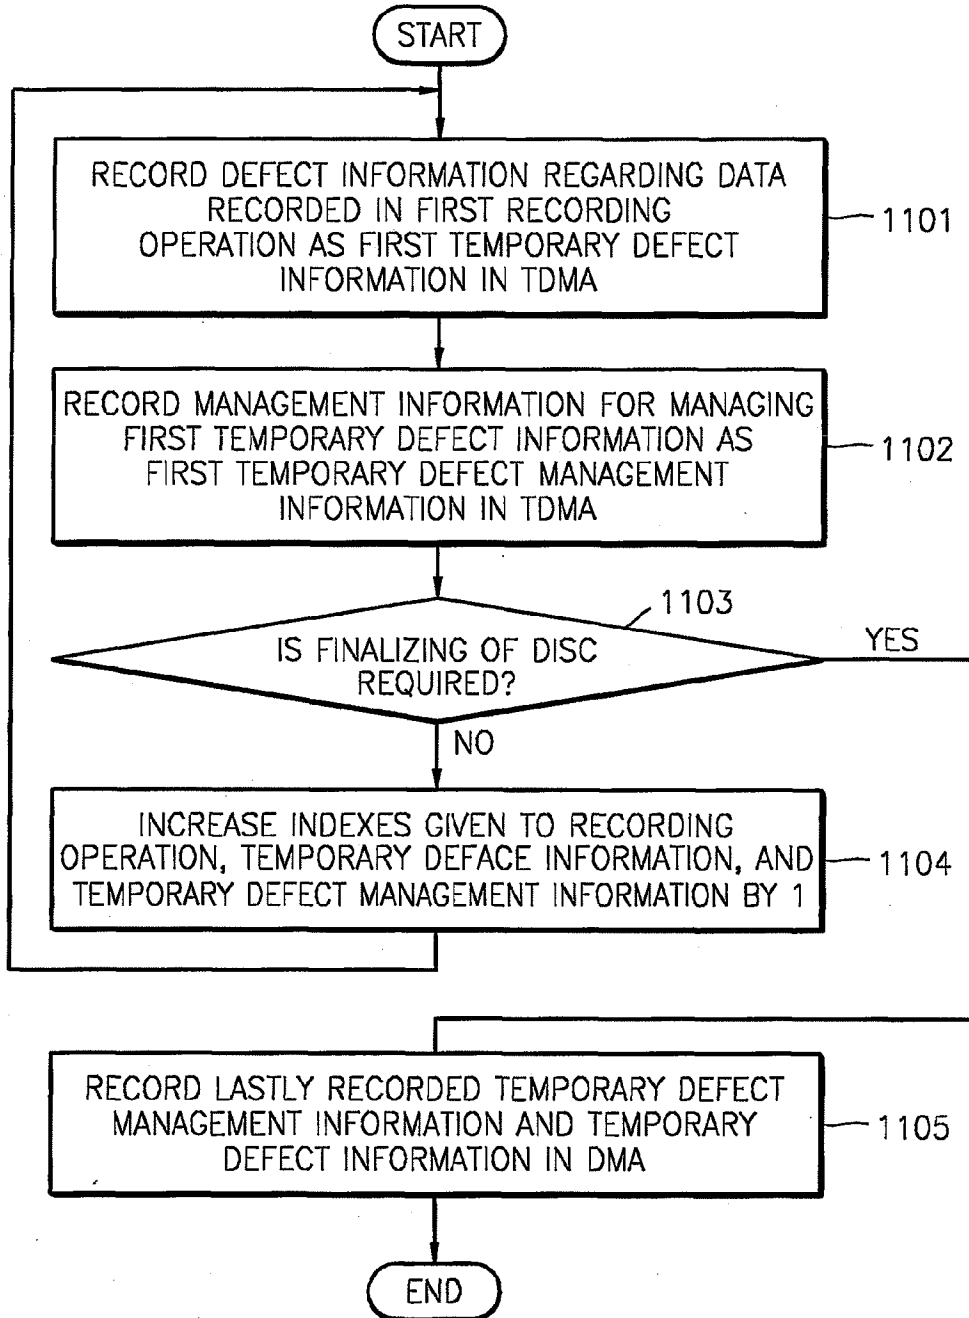 START
RECORD DEFECT INFORMATION REGARDING DATA
RECORDED IN FIRST RECORDING
OPERATION AS FIRST TEMPORARY DEFECT
INFORMATION IN TDMA
1101
RECORD MANAGEMENT INFORMATION FOR MANAGING
FIRST TEMPORARY DEFECT INFORMATION AS
FIRST TEMPORARY DEFECT MANAGEMENT
INFORMATION IN TDMA
1102
1103
IS FINALIZING OF DISC
REQUIRED?
YES
NO
INCREASE INDEXES GIVEN TO RECORDING
OPERATION, TEMPORARY DEFACE INFORMATION, AND
TEMPORARY DEFECT MANAGEMENT INFORMATION BY 1
1104
RECORD LASTLY RECORDED TEMPORARY DEFECT
MANAGEMENT INFORMATION AND TEMPORARY
DEFECT INFORMATION IN DMA
1105
END